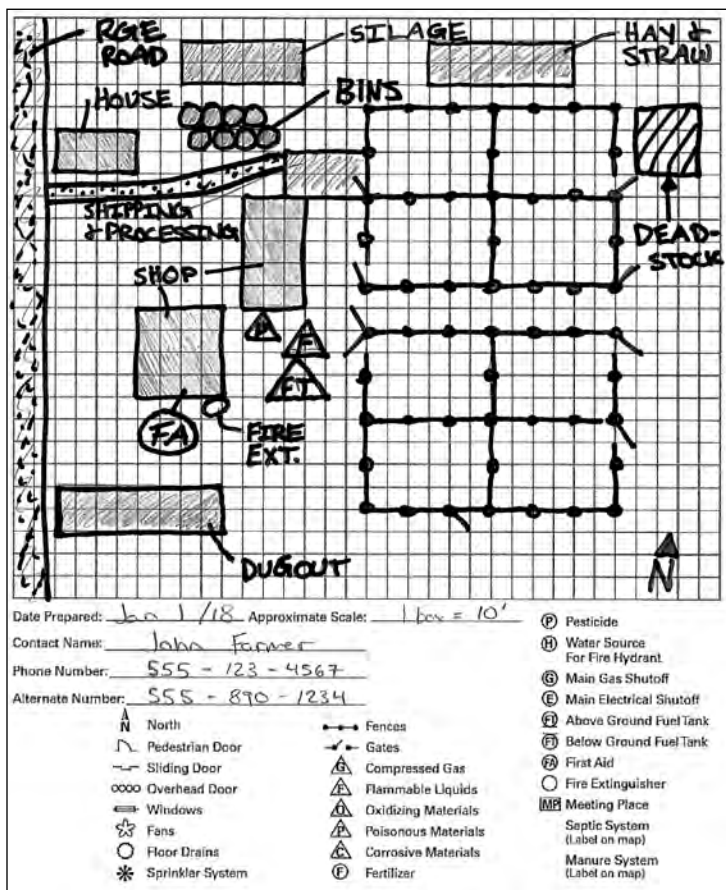 RGE
ROAD
SILAGE
HAY &
STRAW
HOUSE
BINS
SHIPPING
& PROCESSING
DEAD-
STOCK
SHOP
P
F
FT
FA
FIRE
EXT.
DUGOUT
N
Date Prepared: Jan 1/18 Approximate Scale: 1 box = 10'
Contact Name: John Farmer
Phone Number: 555-123-4567
Alternate Number: 555-890-1234
N North
Pedestrian Door
Sliding Door
Overhead Door
Windows
Fans
Floor Drains
Sprinkler System
Fences
Gates
G Compressed Gas
F Flammable Liquids
O Oxidizing Materials
P Poisonous Materials
C Corrosive Materials
F Fertilizer
P Pesticide
H Water Source
For Fire Hydrant
G Main Gas Shutoff
E Main Electrical Shutoff
FT Above Ground Fuel Tank
FT Below Ground Fuel Tank
FA First Aid
Fire Extinguisher
MP Meeting Place
Septic System
(Label on map)
Manure System
(Label on map)